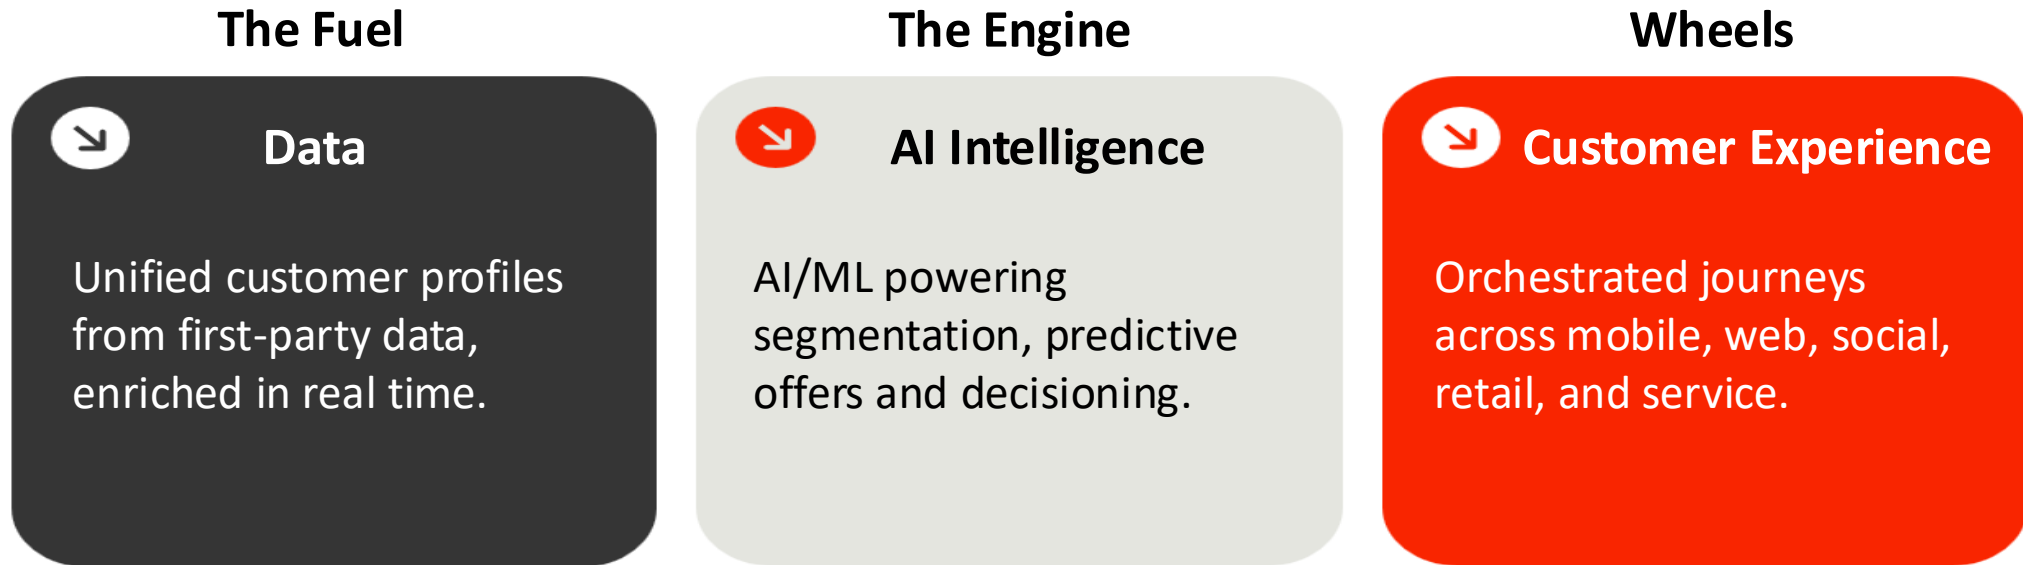 The Fuel
Data
Unified customer profiles
from first-party data,
enriched in real time.
The Engine
AI Intelligence
AI/ML powering
segmentation, predictive
offers and decisioning.
Wheels
Customer Experience
Orchestrated journeys
across mobile, web, social,
retail, and service.